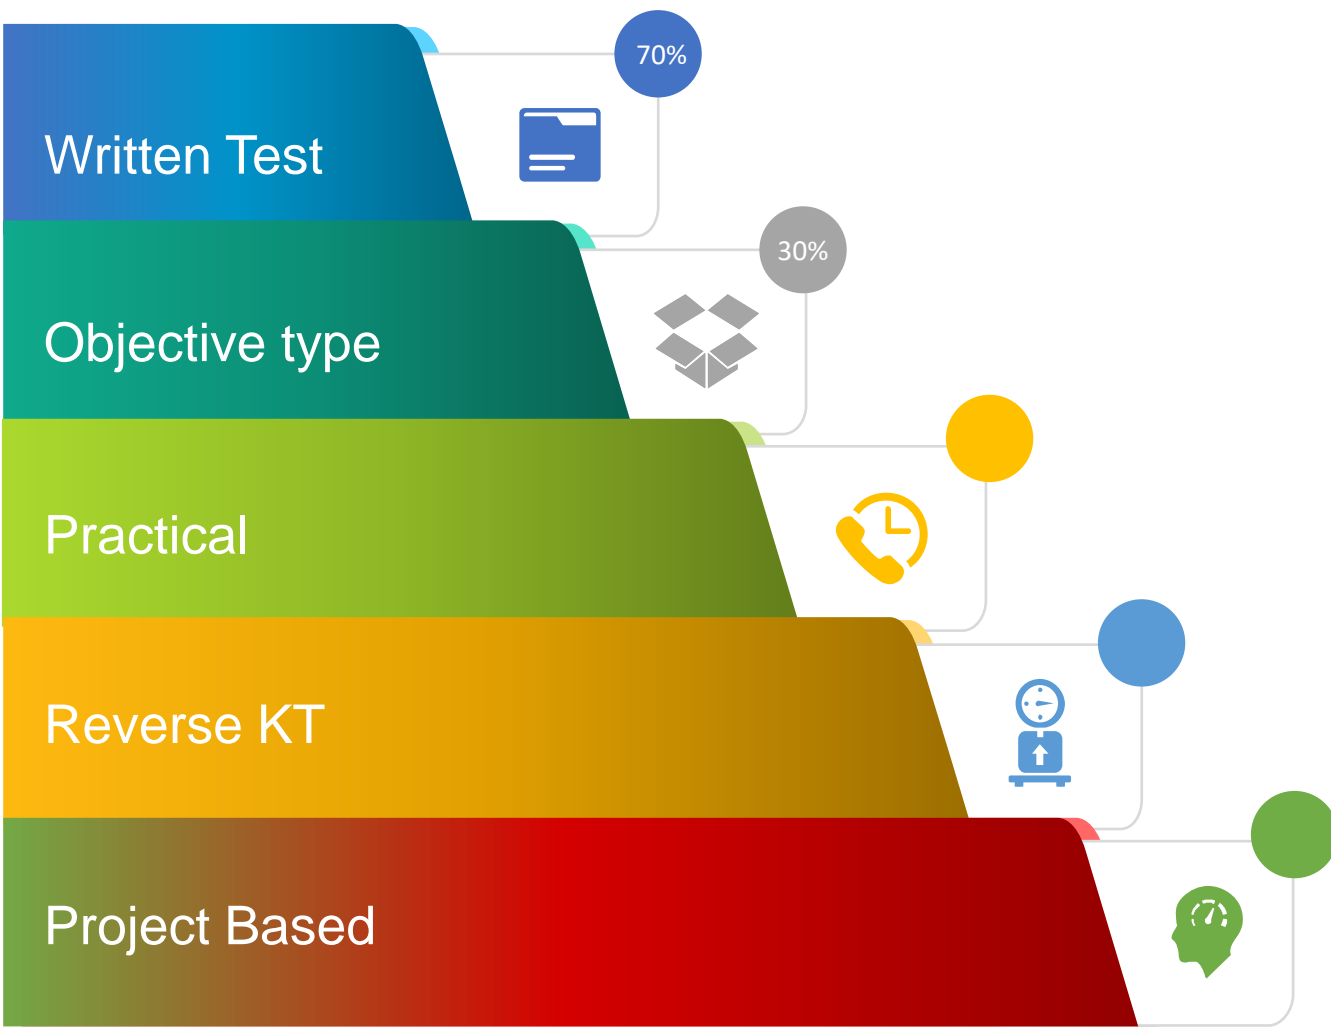 70%
Written Test
30%
Objective type
Practical
Reverse KT
Project Based